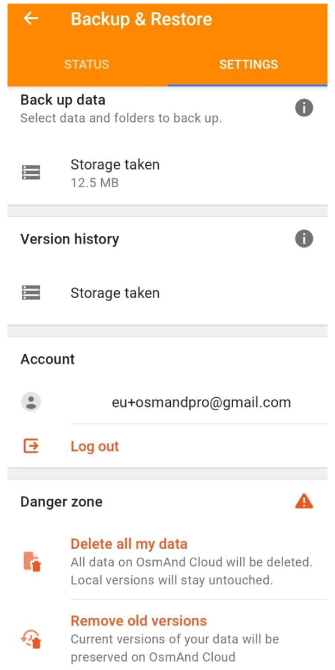 Backup & Restore
STATUS
SETTINGS
Back up data
Select data and folders to back up.
Storage taken
12.5 MB
Version history
Storage taken
Account
eu+osmandpro@gmail.com
Log out
Danger zone
Delete all my data
All data on OsmAnd Cloud will be deleted.
Local versions will stay untouched.
Remove old versions
Current versions of your data will be
preserved on OsmAnd Cloud